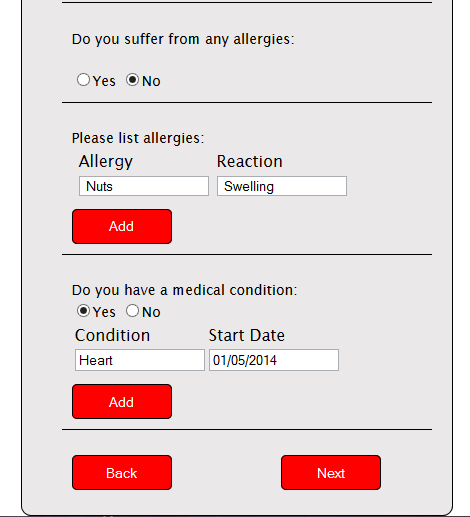 Do you suffer from any allergies:
Yes No
Please list allergies:
Allergy Reaction
Nuts Swelling
Add
Do you have a medical condition:
Yes No
Condition Start Date
Heart 01/05/2014
Add
Back Next